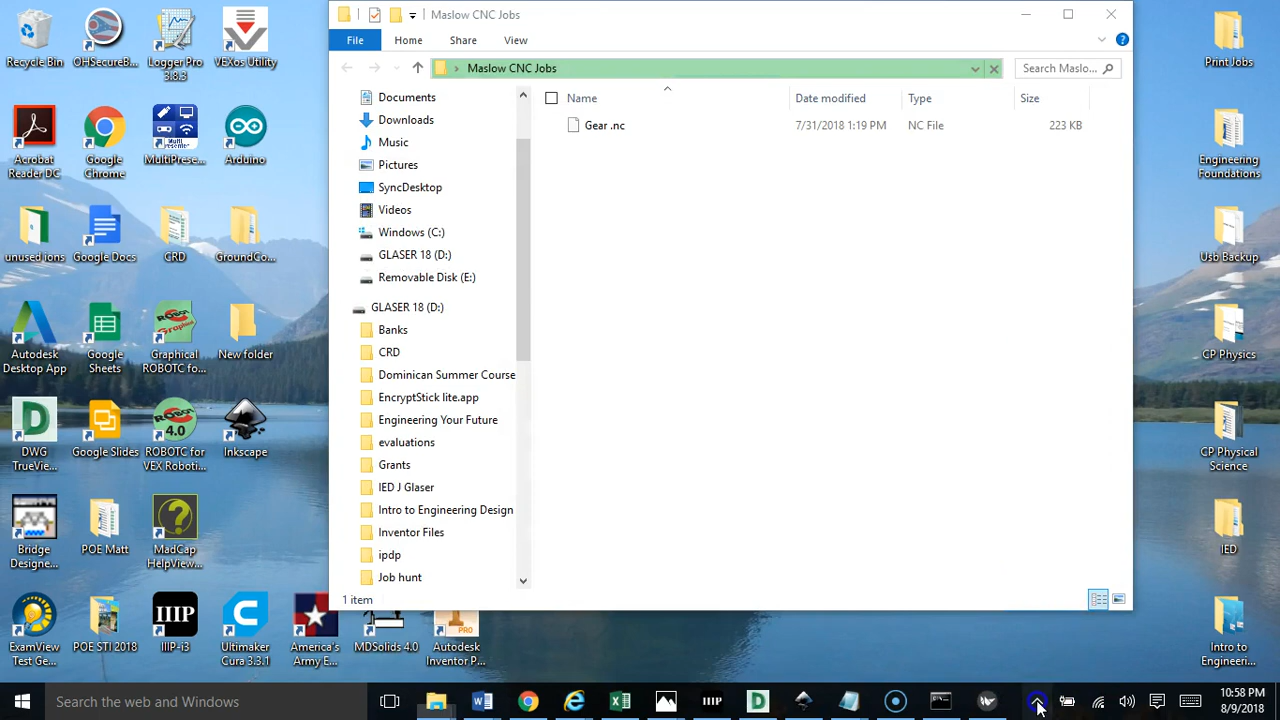 Maslow CNC Jobs
File Home Share View
Maslow CNC Jobs
Search Maslo...
Name Date modified Type Size
Gear .nc 7/31/2018 1:19 PM NC File 223 KB
Documents
Downloads
Music
Pictures
SyncDesktop
Videos
Windows (C:)
GLASER 18 (D:)
Removable Disk (E:)
GLASER 18 (D:)
Banks
CRD
Dominican Summer Course
EncryptStick lite.app
Engineering Your Future
evaluations
Grants
IED J Glaser
Intro to Engineering Design
Inventor Files
ipdp
Job hunt
1 item
Recycle Bin
OHSecureB...
Logger Pro
3.8.3
VEXos Utility
Acrobat
Reader DC
Google
Chrome
MultiPrese...
Arduino
unused ions
Google Docs
CRD
GroundCo...
Autodesk
Desktop App
Google
Sheets
Graphical
ROBOTC fo...
New folder
DWG
TrueView...
Google Slides
ROBOTC for
VEX Roboti...
Inkscape
Bridge
Designe...
POE Matt
MadCap
HelpView...
ExamView
Test Ge...
POE STI 2018
IIIP
IIIP-i3
Ultimaker
Cura 3.3.1
America's
Army E...
MDSolids 4.0
PRO
Autodesk
Inventor P...
Print Jobs
Engineering
Foundations
Usb Backup
CP Physics
CP Physical
Science
IED
Intro to
Engineeri...
Search the web and Windows
IIIP
10:58 PM
8/9/2018